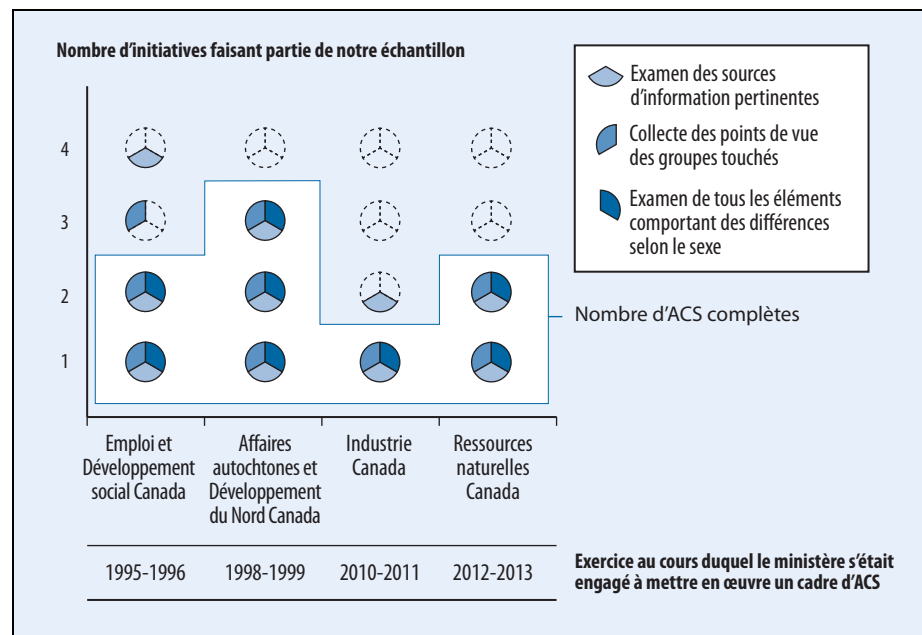 Nombre d'initiatives faisant partie de notre échantillon
Examen des sources
d'information pertinentes
Collecte des points de vue
des groupes touchés
Examen de tous les éléments
comportant des différences
selon le sexe
4
3
2
1
Nombre d'ACS complètes
Emploi et
Développement
social Canada
Affaires
autochtones et
Développement
du Nord Canada
Industrie
Canada
Ressources
naturelles
Canada
1995-1996
1998-1999
2010-2011
2012-2013
Exercice au cours duquel le ministère s'était
engagé à mettre en œuvre un cadre d'ACS